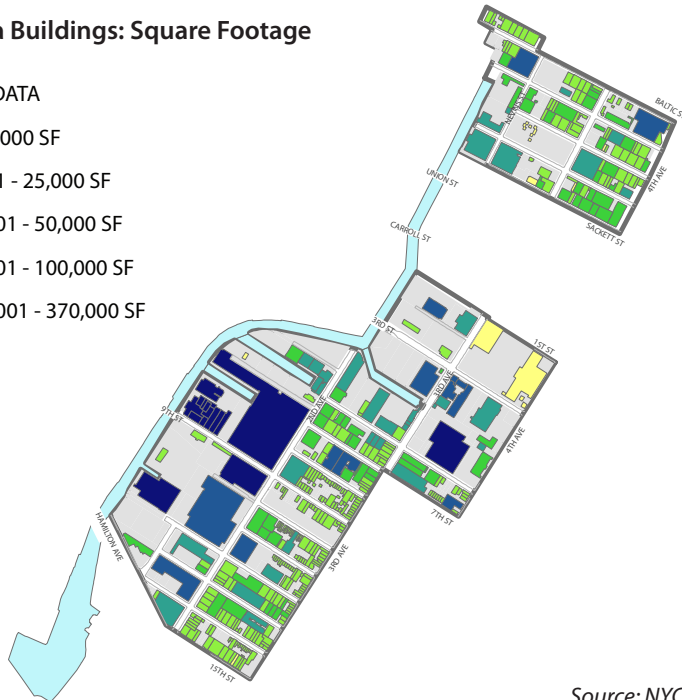 a Buildings: Square Footage
DATA
,000 SF
1 - 25,000 SF
01 - 50,000 SF
01 - 100,000 SF
001 - 370,000 SF
BALTIC S
NEVINS ST
4TH AVE
UNION ST
SACKETT ST
CARROLL ST
3RD ST
1ST ST
3RD AVE
2ND AVE
9TH ST
4TH AVE
7TH ST
HAMILTON AVE
3RD AVE
15TH ST
Source: NYC